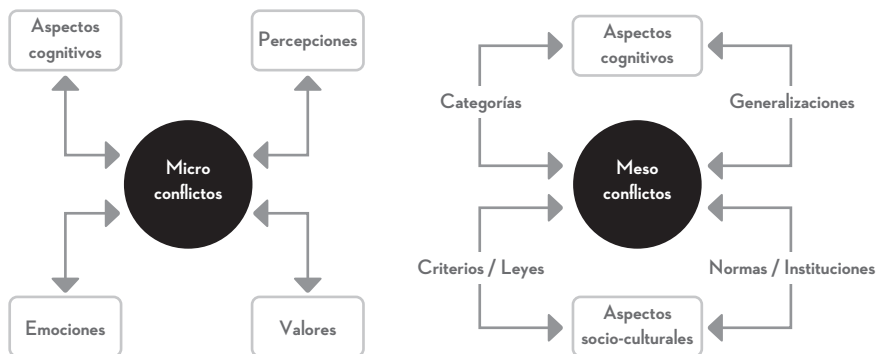 Aspectos
cognitivos
Percepciones
Micro
conflictos
Emociones
Valores
Aspectos
cognitivos
Categorías
Generalizaciones
Meso
conflictos
Criterios / Leyes
Normas / Instituciones
Aspectos
socio-culturales